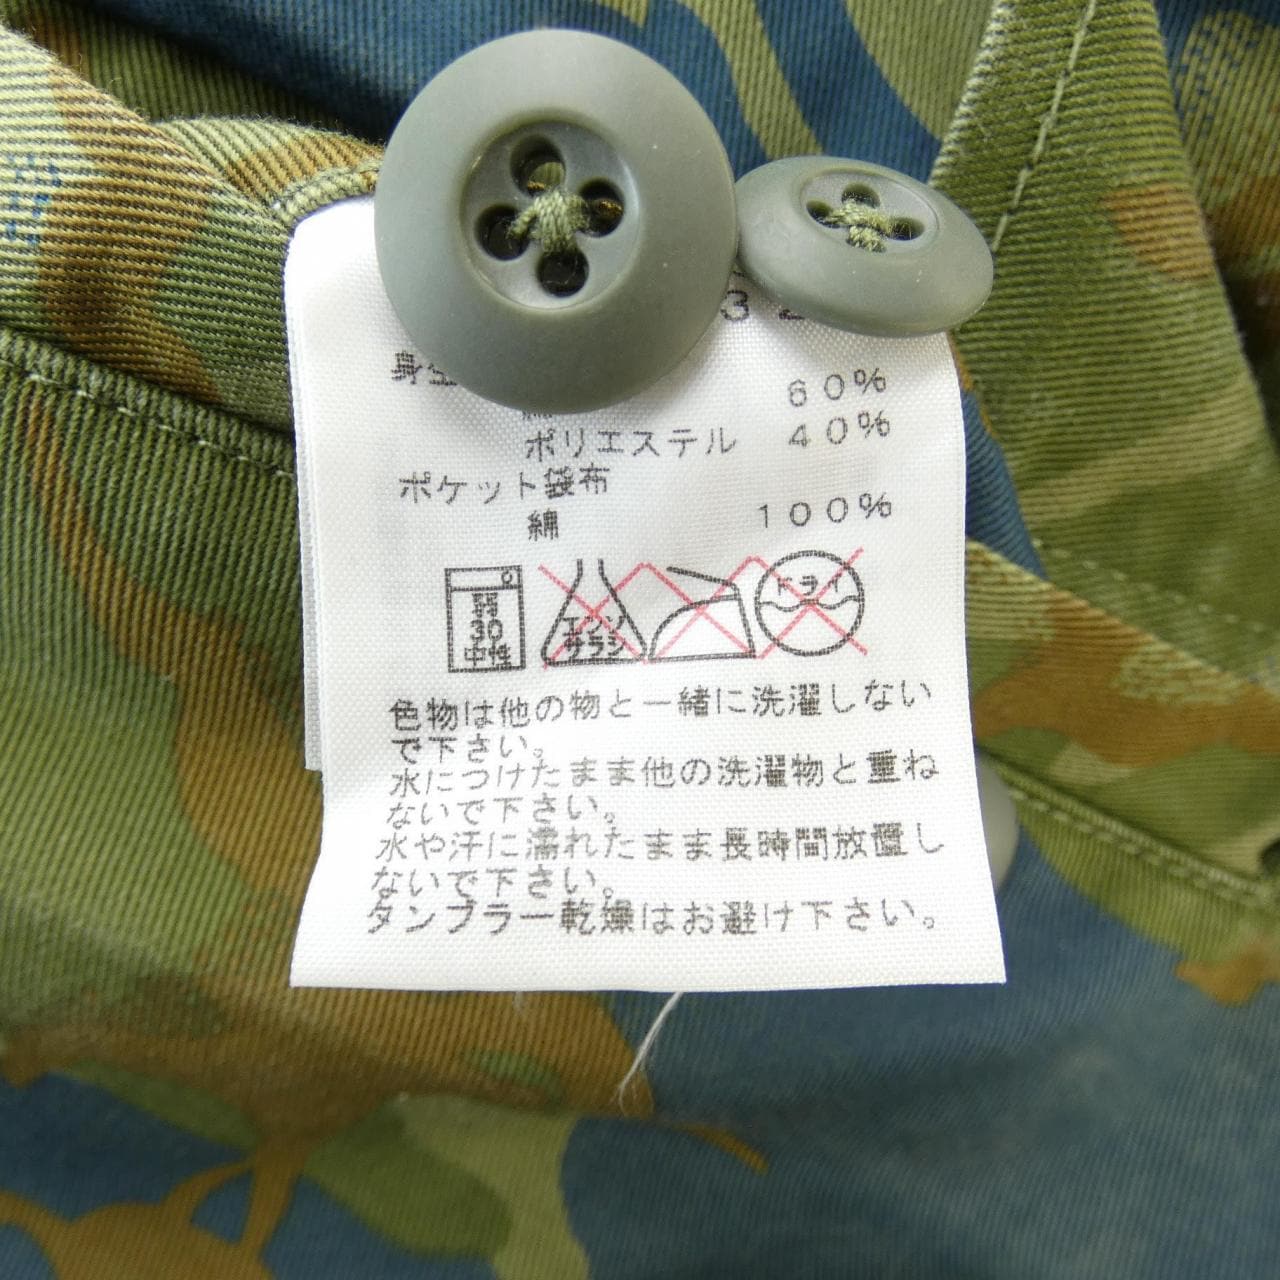 ３２
身生
６０％
ポリエステル ４０％
ポケット袋布
綿 １００％
弱
30
中性
エンソ
サラシ
ドライ
色物は他の物と一緒に洗濯しない
で下さい。
水につけたまま他の洗濯物と重ね
ないで下さい。
水や汗に濡れたまま長時間放置し
ないで下さい。
タンブラー乾燥はお避け下さい。